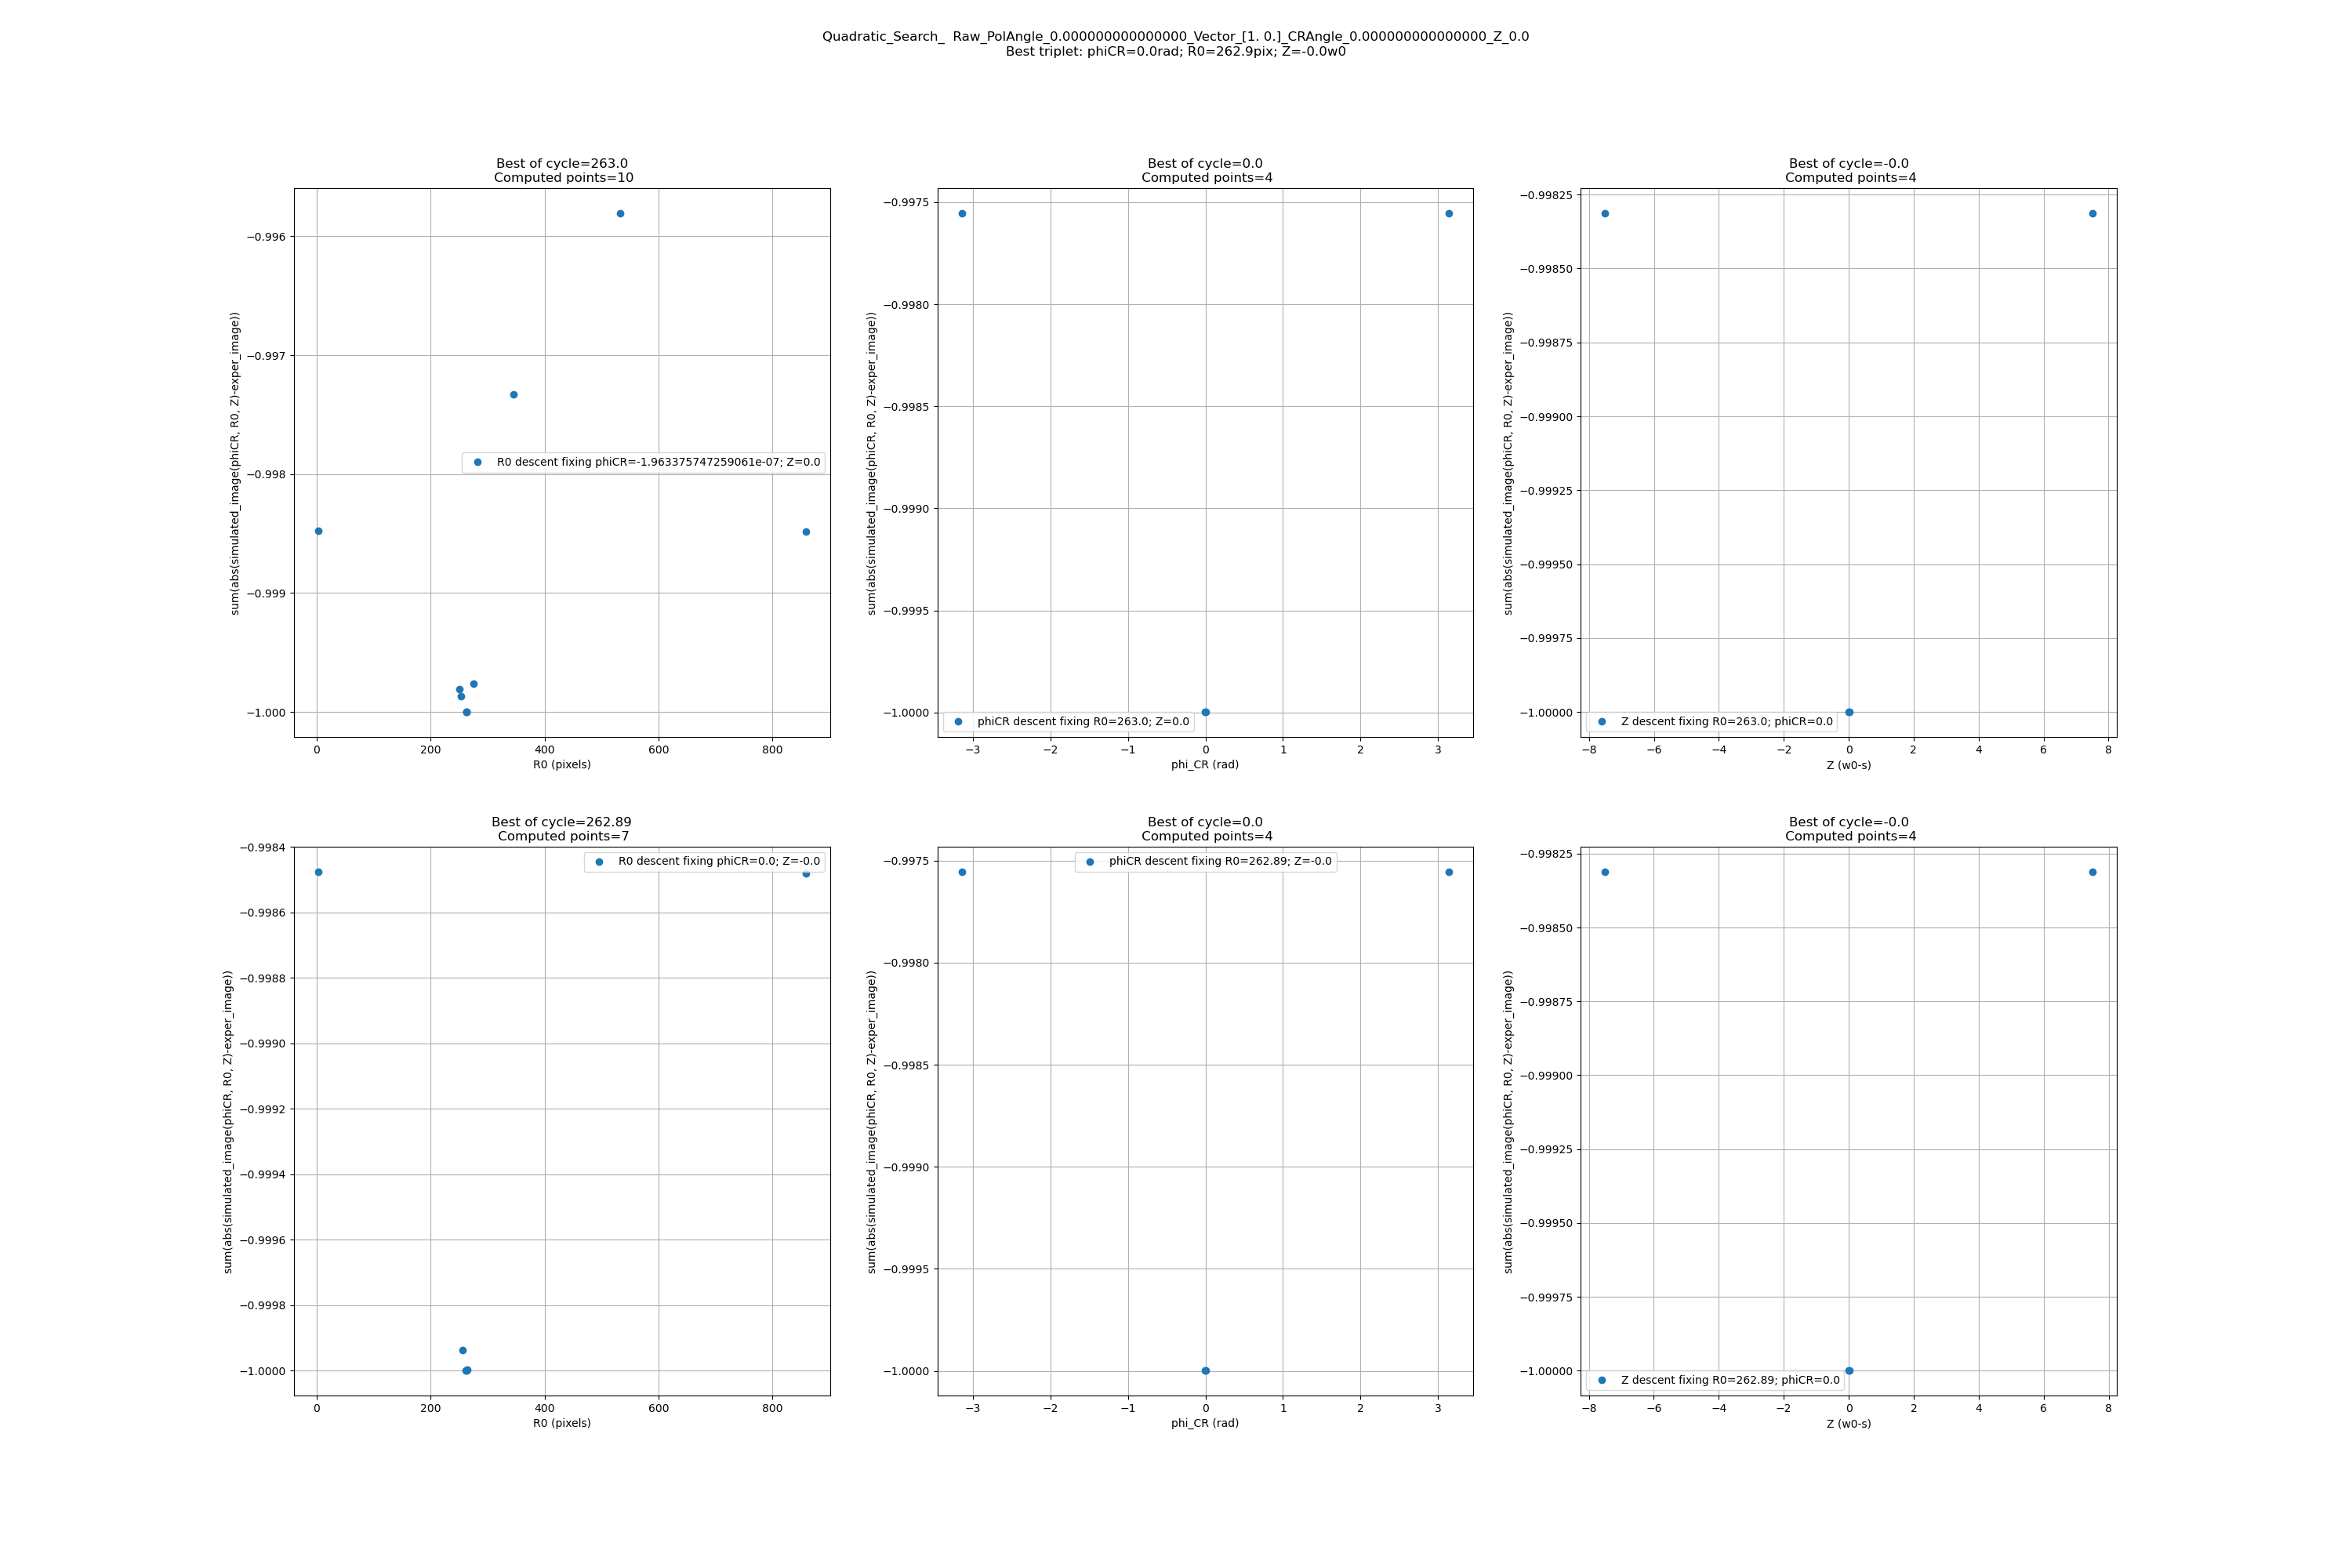 Quadratic_Search_  Raw_PolAngle_0.000000000000000_Vector_[1. 0.]_CRAngle_0.000000000000000_Z_0.0
Best triplet: phiCR=0.0rad; R0=262.9pix; Z=-0.0w0
Best of cycle=263.0
Computed points=10
−0.996
−0.997
−0.998
−0.999
−1.000
sum(abs(simulated_image(phiCR, R0, Z)-exper_image))
R0 descent fixing phiCR=-1.963375747259061e-07; Z=0.0
0 200 400 600 800
R0 (pixels)
Best of cycle=0.0
Computed points=4
−0.9975
−0.9980
−0.9985
−0.9990
−0.9995
−1.0000
sum(abs(simulated_image(phiCR, R0, Z)-exper_image))
phiCR descent fixing R0=263.0; Z=0.0
−3 −2 −1 0 1 2 3
phi_CR (rad)
Best of cycle=-0.0
Computed points=4
−0.99825
−0.99850
−0.99875
−0.99900
−0.99925
−0.99950
−0.99975
−1.00000
sum(abs(simulated_image(phiCR, R0, Z)-exper_image))
Z descent fixing R0=263.0; phiCR=0.0
−8 −6 −4 −2 0 2 4 6 8
Z (w0-s)
Best of cycle=262.89
Computed points=7
−0.9984
−0.9986
−0.9988
−0.9990
−0.9992
−0.9994
−0.9996
−0.9998
−1.0000
sum(abs(simulated_image(phiCR, R0, Z)-exper_image))
R0 descent fixing phiCR=0.0; Z=-0.0
0 200 400 600 800
R0 (pixels)
Best of cycle=0.0
Computed points=4
−0.9975
−0.9980
−0.9985
−0.9990
−0.9995
−1.0000
sum(abs(simulated_image(phiCR, R0, Z)-exper_image))
phiCR descent fixing R0=262.89; Z=-0.0
−3 −2 −1 0 1 2 3
phi_CR (rad)
Best of cycle=-0.0
Computed points=4
−0.99825
−0.99850
−0.99875
−0.99900
−0.99925
−0.99950
−0.99975
−1.00000
sum(abs(simulated_image(phiCR, R0, Z)-exper_image))
Z descent fixing R0=262.89; phiCR=0.0
−8 −6 −4 −2 0 2 4 6 8
Z (w0-s)